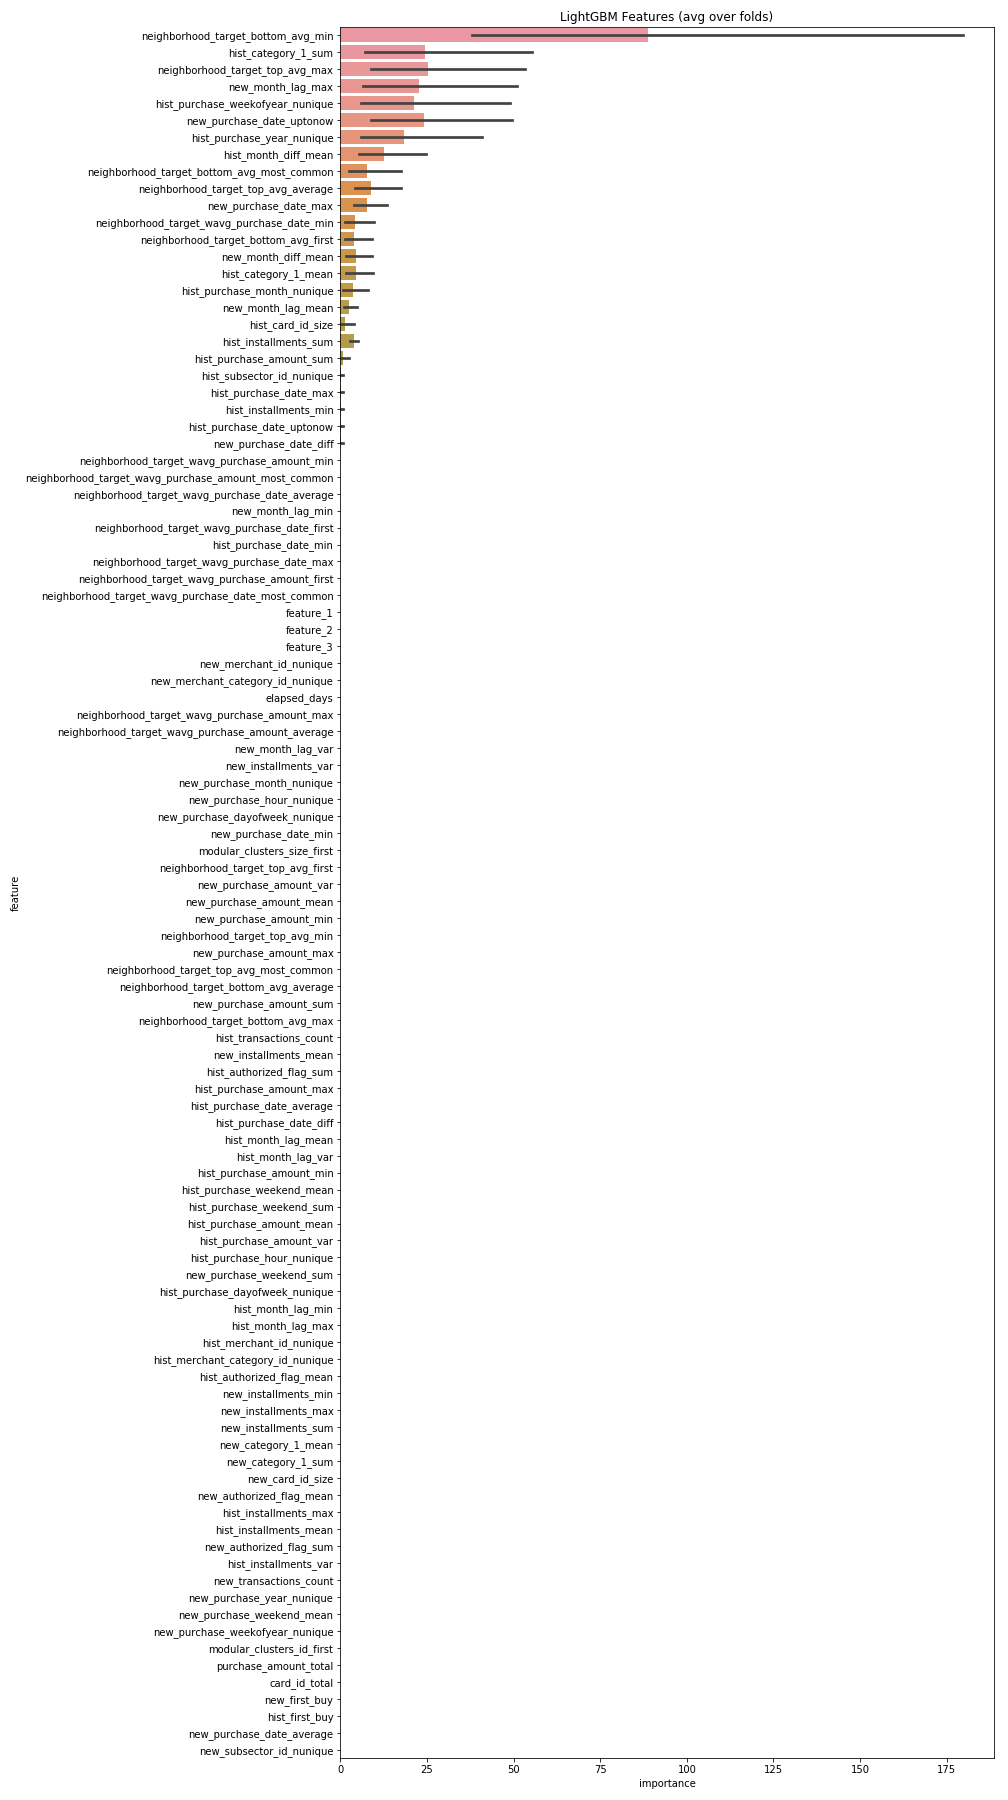 LightGBM Features (avg over folds)
neighborhood_target_bottom_avg_min
hist_category_1_sum
neighborhood_target_top_avg_max
new_month_lag_max
hist_purchase_weekofyear_nunique
new_purchase_date_uptonow
hist_purchase_year_nunique
hist_month_diff_mean
neighborhood_target_bottom_avg_most_common
neighborhood_target_top_avg_average
new_purchase_date_max
neighborhood_target_wavg_purchase_date_min
neighborhood_target_bottom_avg_first
new_month_diff_mean
hist_category_1_mean
hist_purchase_month_nunique
new_month_lag_mean
hist_card_id_size
hist_installments_sum
hist_purchase_amount_sum
hist_subsector_id_nunique
hist_purchase_date_max
hist_installments_min
hist_purchase_date_uptonow
new_purchase_date_diff
neighborhood_target_wavg_purchase_amount_min
neighborhood_target_wavg_purchase_amount_most_common
neighborhood_target_wavg_purchase_date_average
new_month_lag_min
neighborhood_target_wavg_purchase_date_first
hist_purchase_date_min
neighborhood_target_wavg_purchase_date_max
neighborhood_target_wavg_purchase_amount_first
neighborhood_target_wavg_purchase_date_most_common
feature_1
feature_2
feature_3
new_merchant_id_nunique
new_merchant_category_id_nunique
elapsed_days
neighborhood_target_wavg_purchase_amount_max
neighborhood_target_wavg_purchase_amount_average
new_month_lag_var
new_installments_var
new_purchase_month_nunique
new_purchase_hour_nunique
new_purchase_dayofweek_nunique
new_purchase_date_min
modular_clusters_size_first
neighborhood_target_top_avg_first
new_purchase_amount_var
new_purchase_amount_mean
new_purchase_amount_min
neighborhood_target_top_avg_min
new_purchase_amount_max
neighborhood_target_top_avg_most_common
neighborhood_target_bottom_avg_average
new_purchase_amount_sum
neighborhood_target_bottom_avg_max
hist_transactions_count
new_installments_mean
hist_authorized_flag_sum
hist_purchase_amount_max
hist_purchase_date_average
hist_purchase_date_diff
hist_month_lag_mean
hist_month_lag_var
hist_purchase_amount_min
hist_purchase_weekend_mean
hist_purchase_weekend_sum
hist_purchase_amount_mean
hist_purchase_amount_var
hist_purchase_hour_nunique
new_purchase_weekend_sum
hist_purchase_dayofweek_nunique
hist_month_lag_min
hist_month_lag_max
hist_merchant_id_nunique
hist_merchant_category_id_nunique
hist_authorized_flag_mean
new_installments_min
new_installments_max
new_installments_sum
new_category_1_mean
new_category_1_sum
new_card_id_size
new_authorized_flag_mean
hist_installments_max
hist_installments_mean
new_authorized_flag_sum
hist_installments_var
new_transactions_count
new_purchase_year_nunique
new_purchase_weekend_mean
new_purchase_weekofyear_nunique
modular_clusters_id_first
purchase_amount_total
card_id_total
new_first_buy
hist_first_buy
new_purchase_date_average
new_subsector_id_nunique
feature
0 25 50 75 100 125 150 175
importance